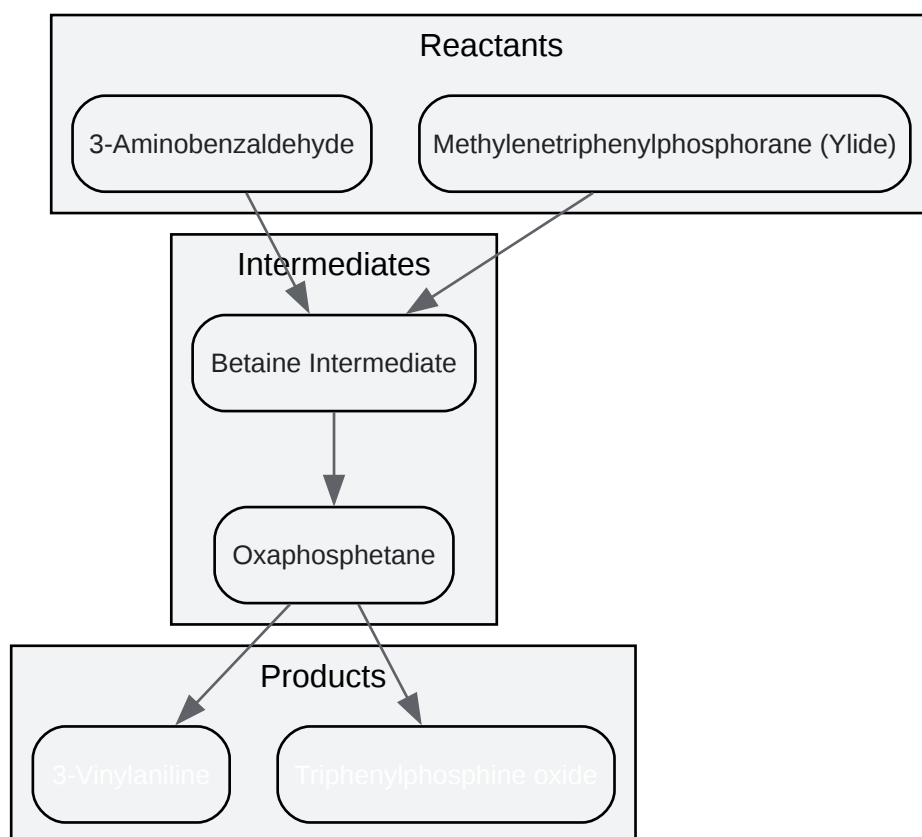 Reactants
3-Aminobenzaldehyde
Methylenetriphenylphosphorane (Ylide)
Intermediates
Betaine Intermediate
Oxaphosphetane
Products
3-Vinylaniline
Triphenylphosphine oxide